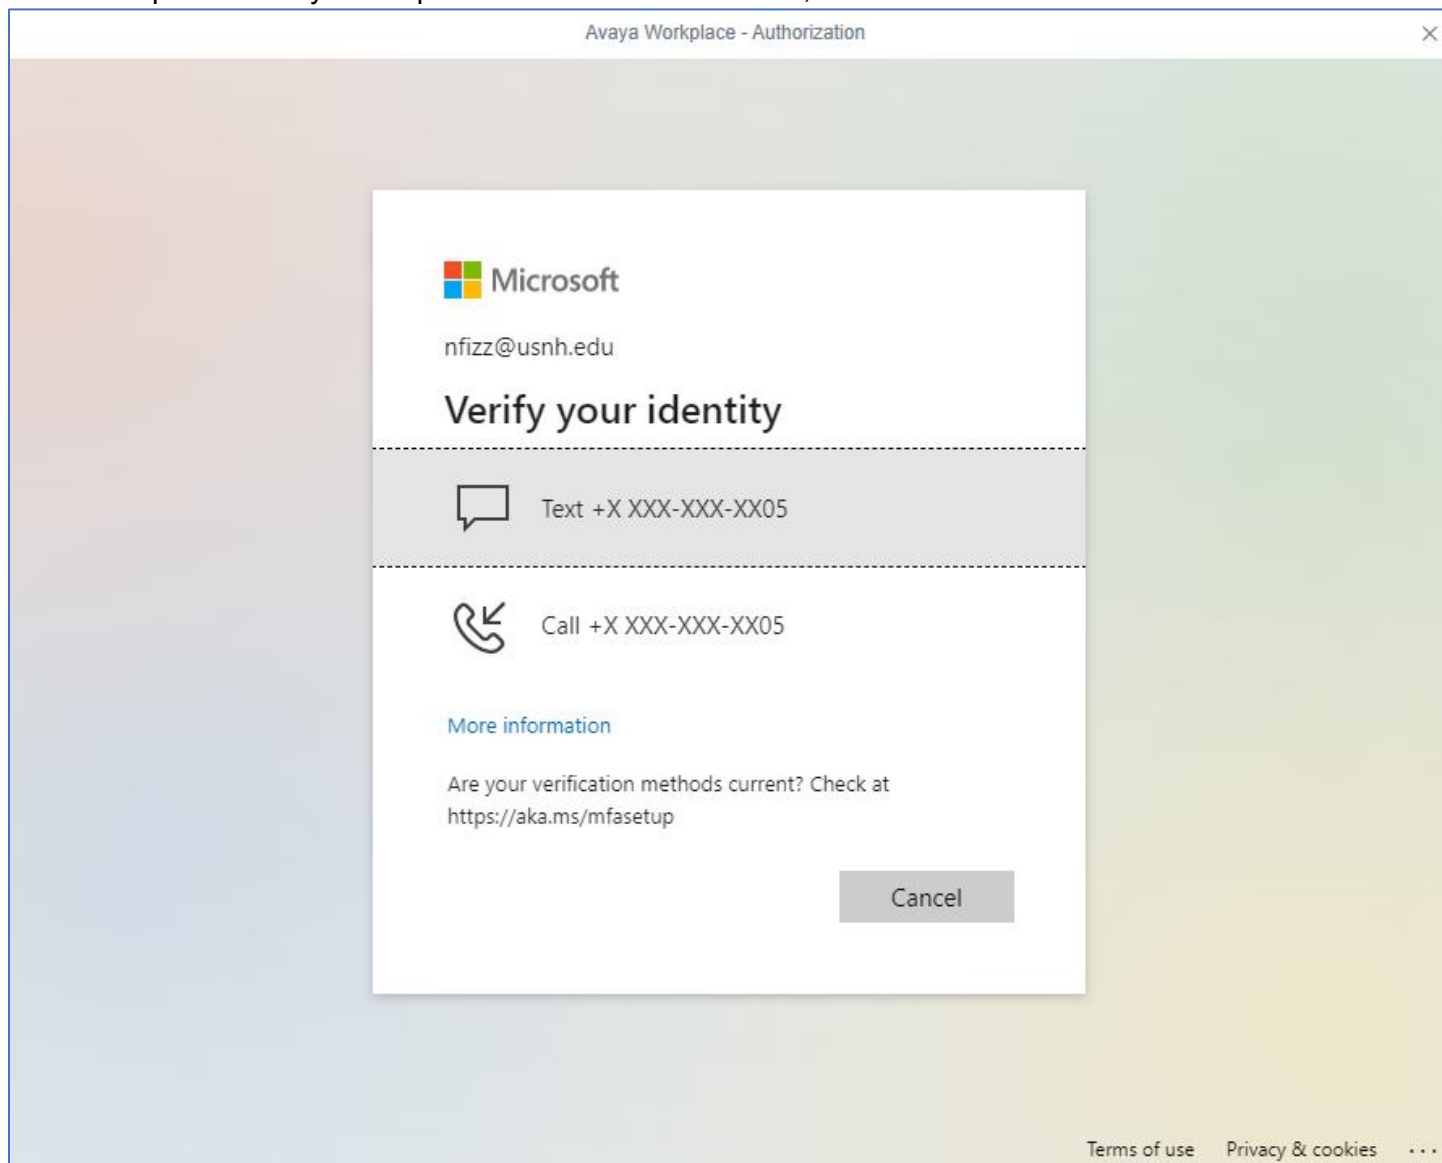 Avaya Workplace - Authorization
Microsoft
nfizz@usnh.edu
Verify your identity
Text +X XXX-XXX-XX05
Call +X XXX-XXX-XX05
More information
Are your verification methods current? Check at
https://aka.ms/mfasetup
Cancel
Terms of use Privacy & cookies ...